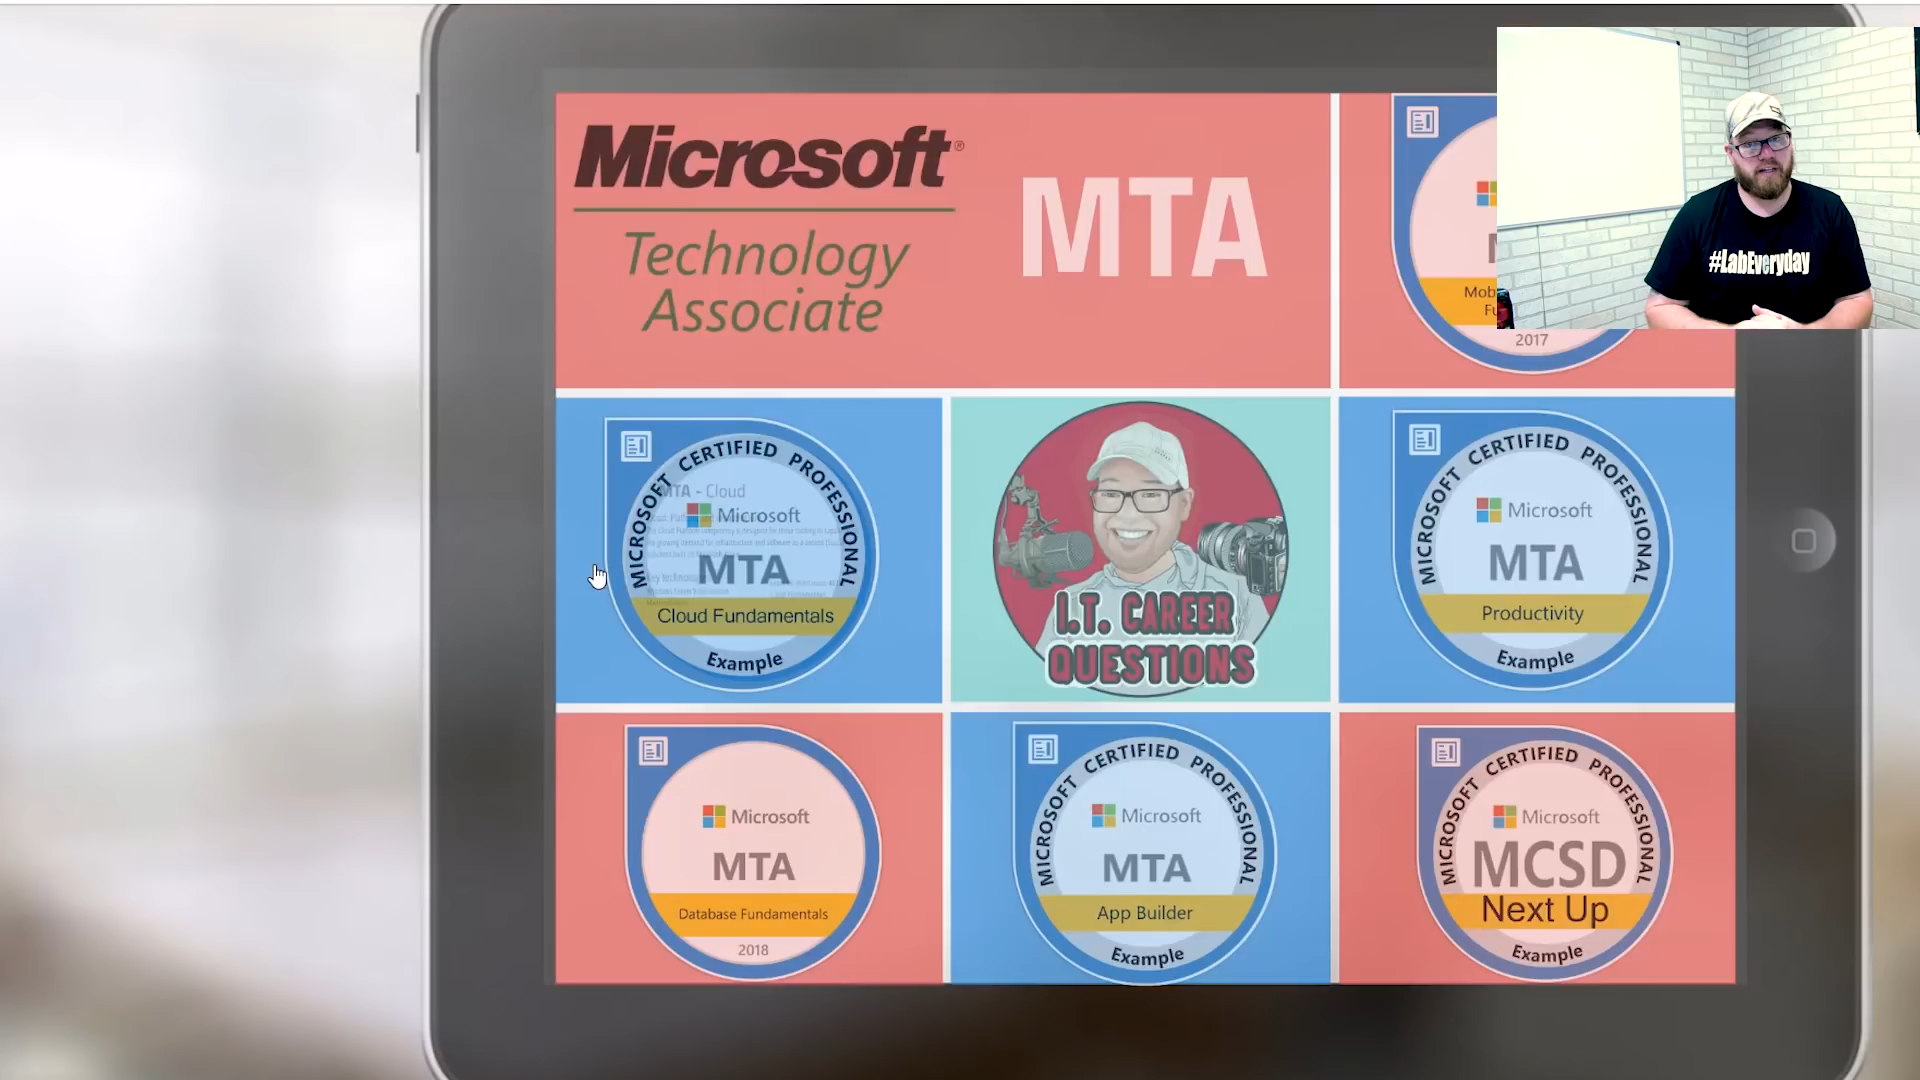 Microsoft®
Technology
Associate
MTA
Mob
Fu
2017
#LabEveryday
MICROSOFT CERTIFIED PROFESSIONAL
MTA - Cloud
Microsoft
MTA
Cloud Fundamentals
Example
I.T. CAREER
QUESTIONS
MICROSOFT CERTIFIED PROFESSIONAL
Microsoft
MTA
Productivity
Example
Microsoft
MTA
Database Fundamentals
2018
MICROSOFT CERTIFIED PROFESSIONAL
Microsoft
MTA
App Builder
Example
MICROSOFT CERTIFIED PROFESSIONAL
Microsoft
MCSD
Next Up
Example